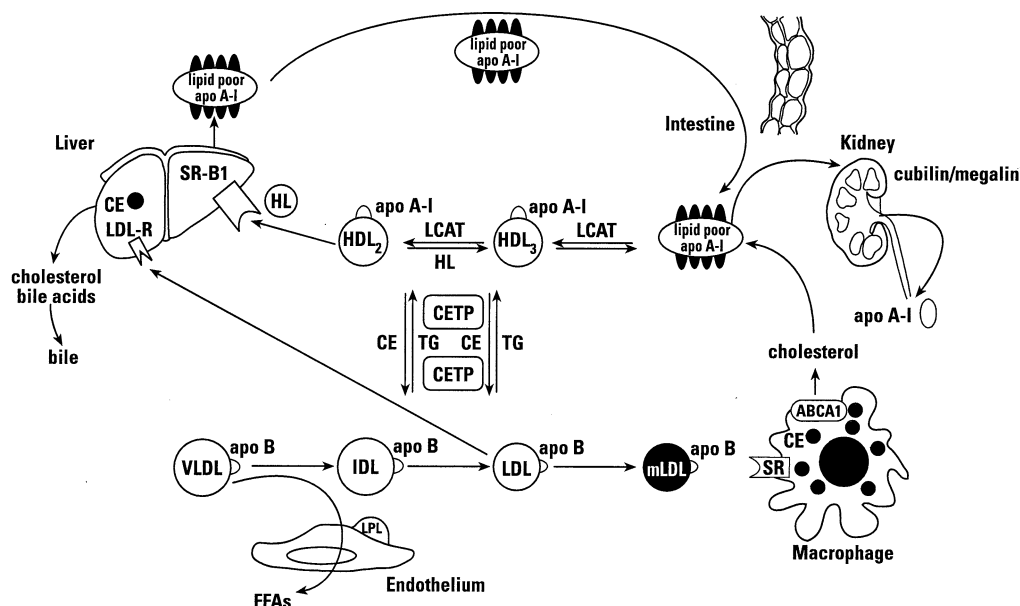 lipid poor
apo A-I
lipid poor
apo A-I
Intestine
Liver
Kidney
cubilin/megalin
SR-B1
CE
LDL-R
HL
apo A-I
HDL2
LCAT
HL
apo A-I
HDL3
LCAT
lipid poor
apo A-I
cholesterol
bile acids
bile
apo A-I
CETP
CE
TG
CE
TG
CETP
cholesterol
ABCA1
CE
SR
Macrophage
VLDL
apo B
IDL
apo B
LDL
apo B
mLDL
apo B
LPL
Endothelium
FFAs